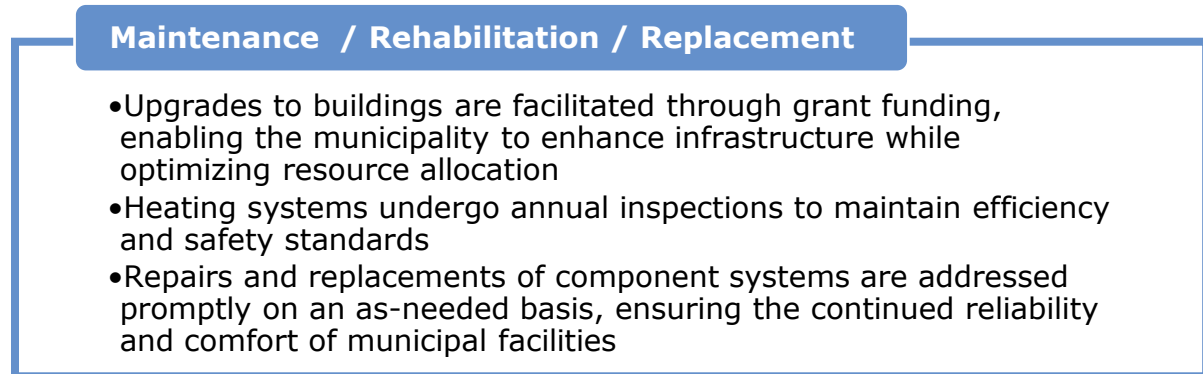 Maintenance / Rehabilitation / Replacement
•Upgrades to buildings are facilitated through grant funding,
enabling the municipality to enhance infrastructure while
optimizing resource allocation
•Heating systems undergo annual inspections to maintain efficiency
and safety standards
•Repairs and replacements of component systems are addressed
promptly on an as-needed basis, ensuring the continued reliability
and comfort of municipal facilities